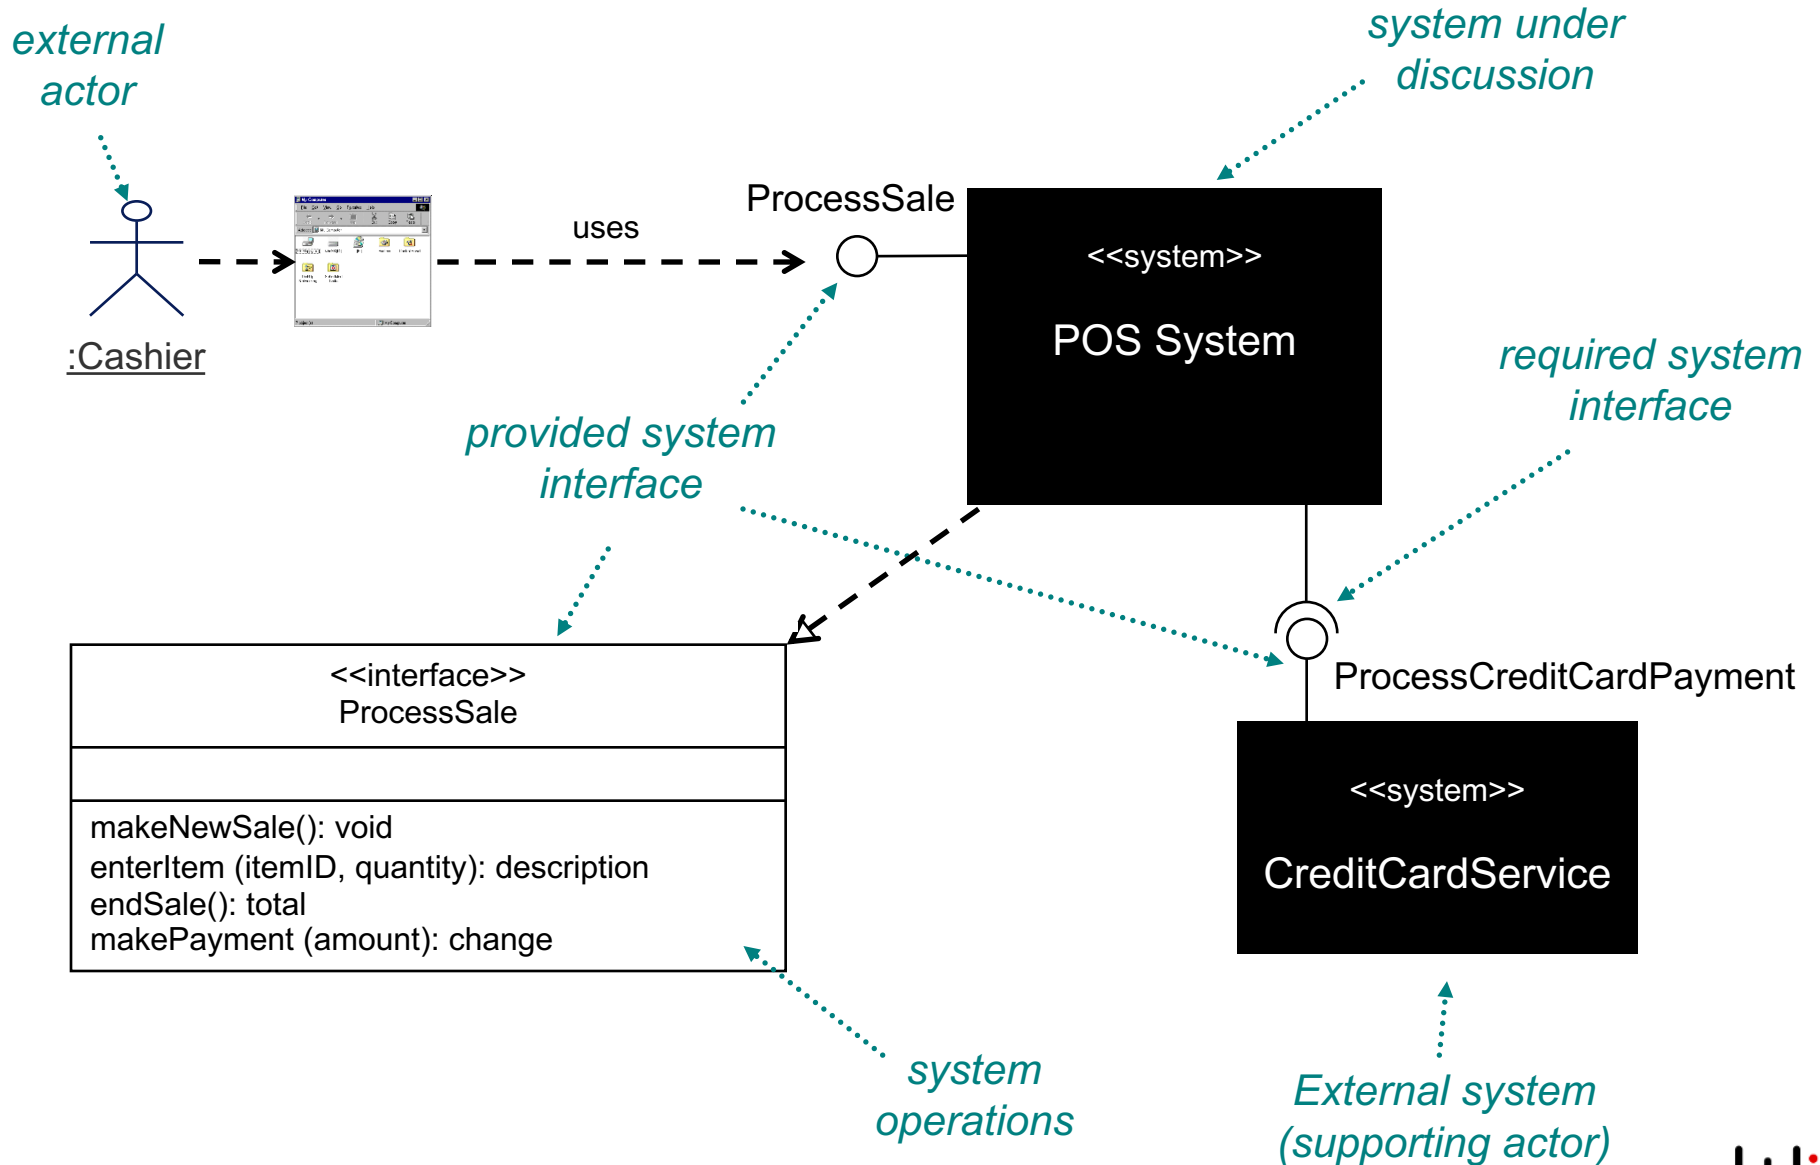 external
actor
system under
discussion
ProcessSale
uses
My Computer
<<system>>
POS System
:Cashier
required system
interface
provided system
interface
<<interface>>
ProcessSale
ProcessCreditCardPayment
makeNewSale(): void
enterItem (itemID, quantity): description
endSale(): total
makePayment (amount): change
<<system>>
CreditCardService
system
operations
External system
(supporting actor)